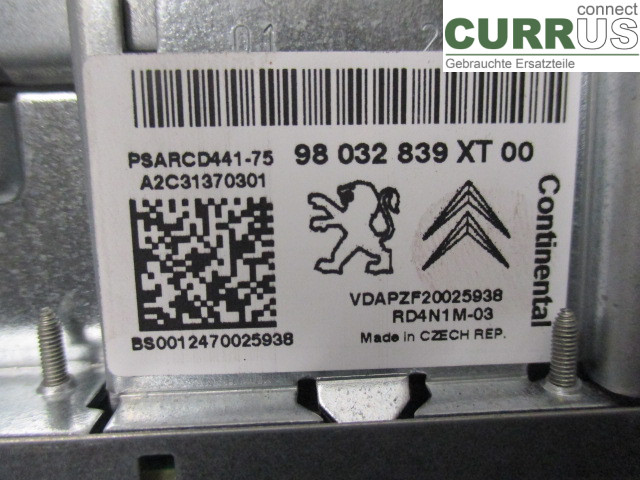 connect
CURRUS
Gebrauchte Ersatzteile
PSARCD441-75
98 032 839 XT 00
A2C31370301
Continental
VDAPZF20025938
RD4N1M-03
BS0012470025938
Made in CZECH REP.